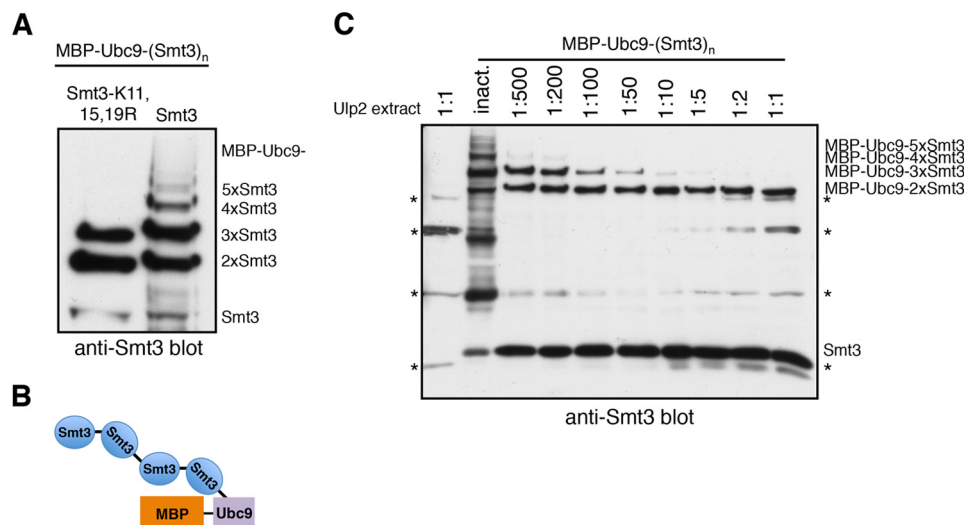 A
MBP-Ubc9-(Smt3)n
Smt3-K11,
15,19R
Smt3
MBP-Ubc9-
5xSmt3
4xSmt3
3xSmt3
2xSmt3
Smt3
anti-Smt3 blot
B
Smt3
Smt3
Smt3
Smt3
MBP
Ubc9
C
MBP-Ubc9-(Smt3)n
Ulp2 extract
1:1
inact.
1:500
1:200
1:100
1:50
1:10
1:5
1:2
1:1
MBP-Ubc9-5xSmt3
MBP-Ubc9-4xSmt3
MBP-Ubc9-3xSmt3
MBP-Ubc9-2xSmt3
*
*
*
*
*
*
*
Smt3
*
anti-Smt3 blot